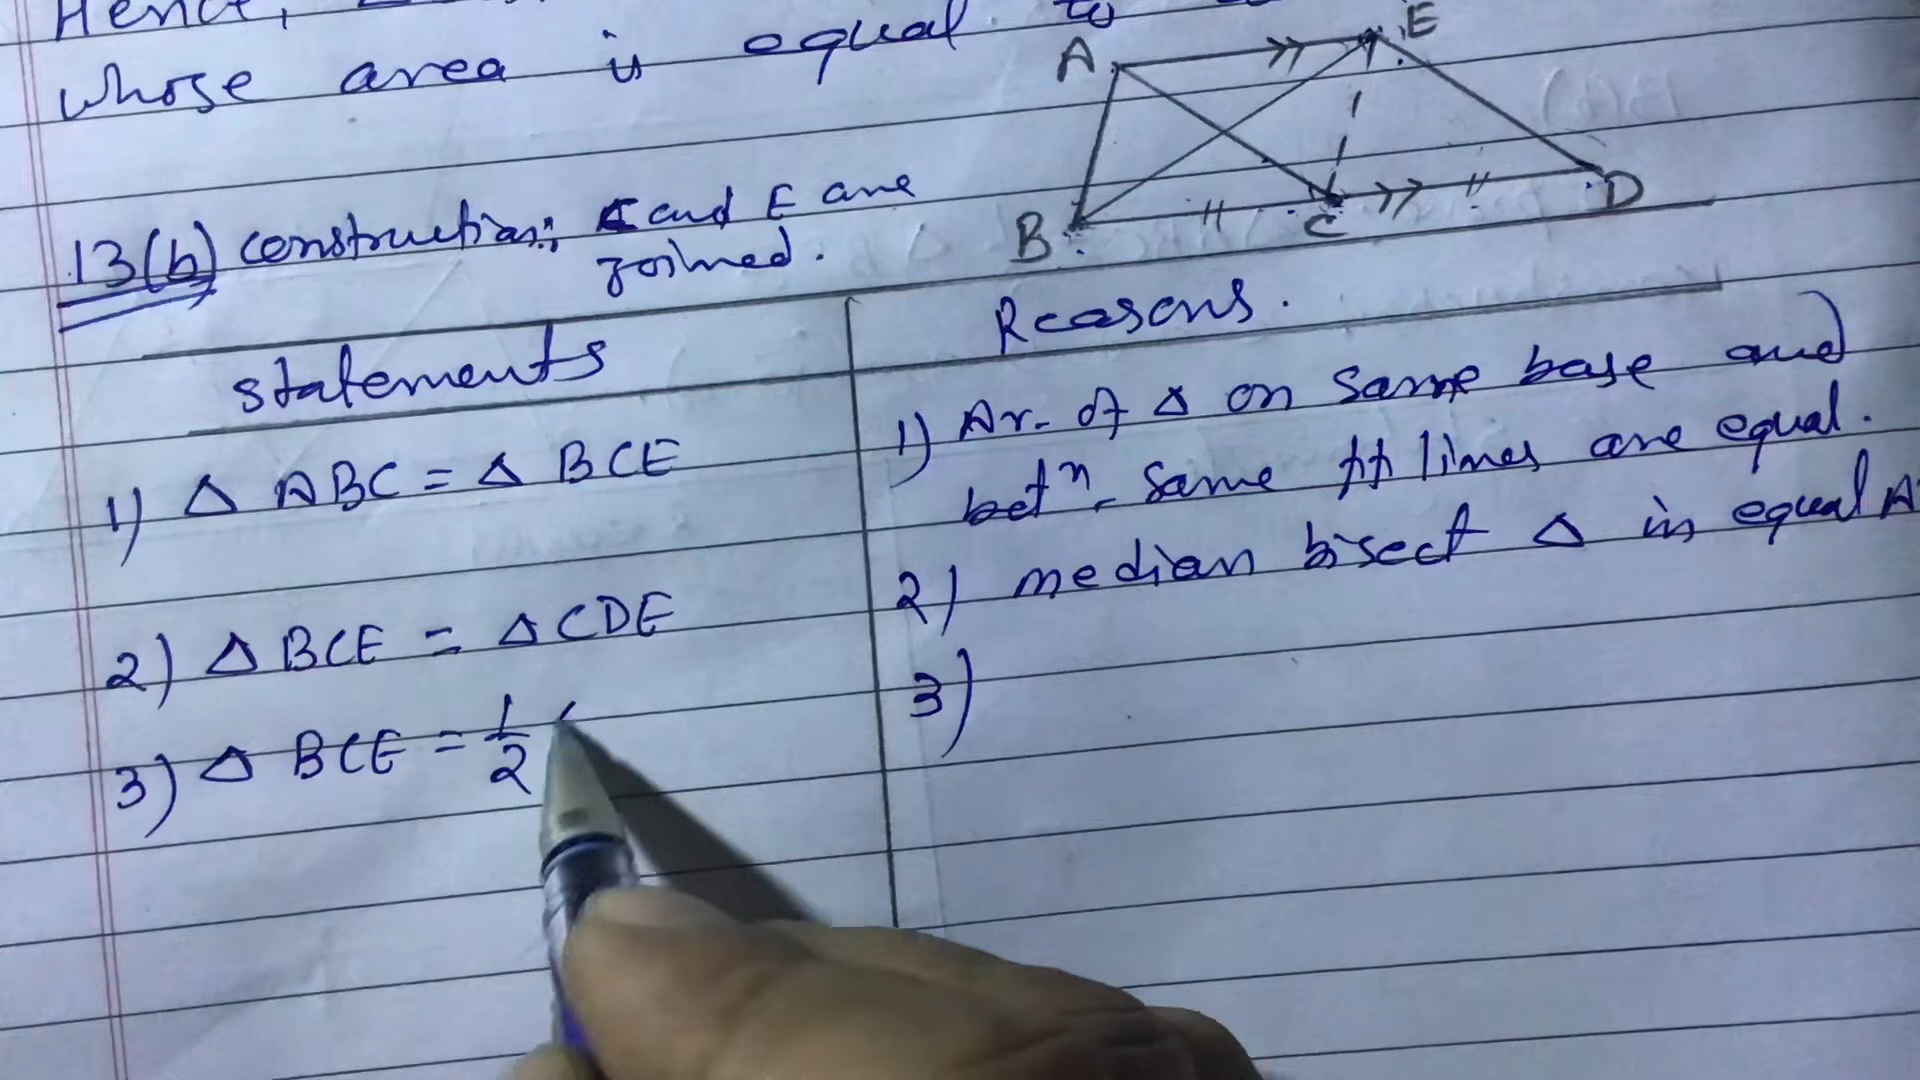 Hence,
whose area is equal to
A
E
B
C
D
13(b) construction: C and E are
joined.
statements
Reasons.
1) Δ ABC = Δ BCE
1) Ar. of Δ on same base and
betn. same || lines are equal.
2) Δ BCE = Δ CDE
2) median bisect Δ in equal A
3) Δ BCE = 1/2
3)